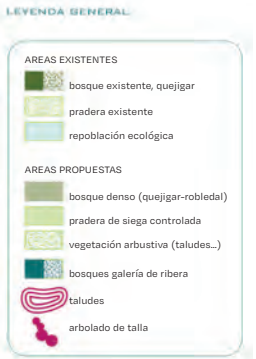 LEYENDA GENERAL
AREAS EXISTENTES
bosque existente, quejigar
pradera existente
repoblación ecológica
AREAS PROPUESTAS
bosque denso (quejigar-robledal)
pradera de siega controlada
vegetación arbustiva (taludes...)
bosques galería de ribera
taludes
arbolado de talla